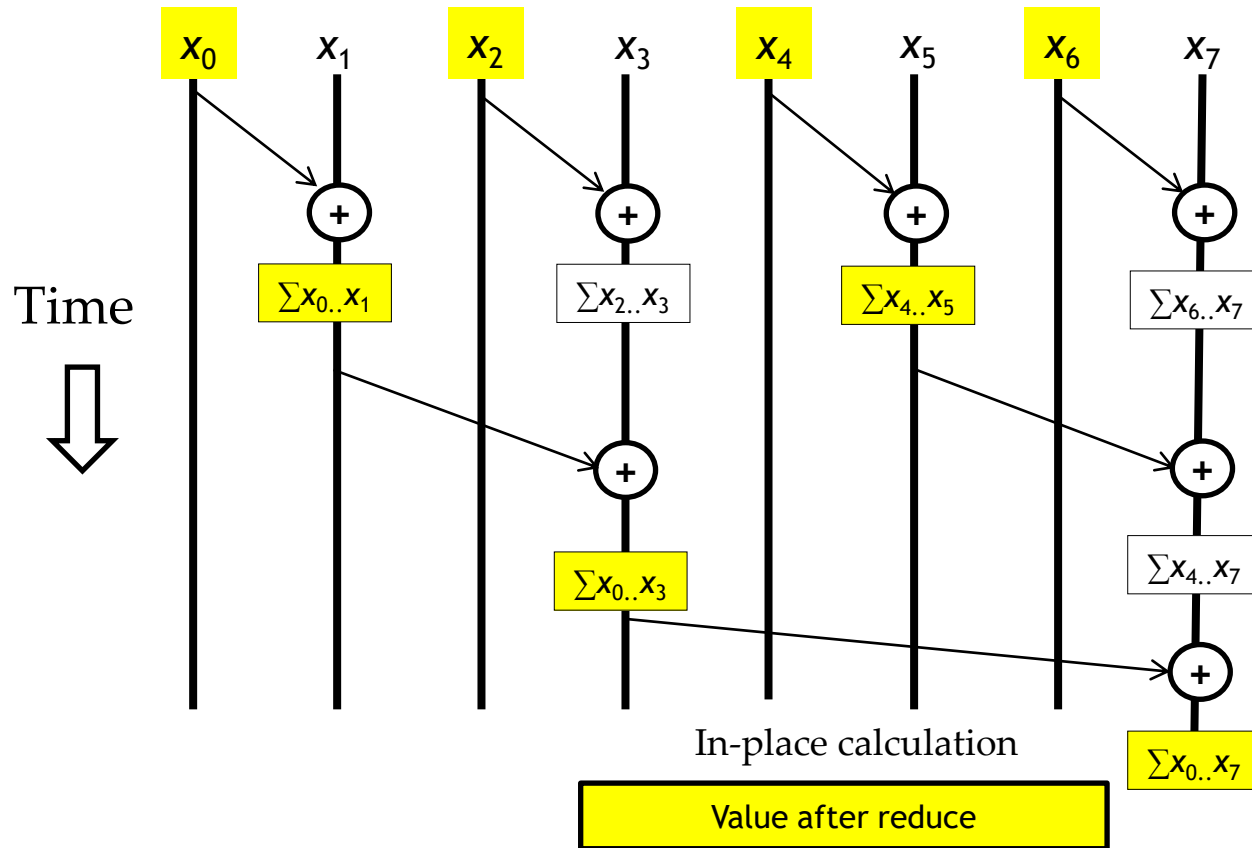 x₀ x₁ x₂ x₃ x₄ x₅ x₆ x₇
+ + + +
∑x₀..x₁ ∑x₂..x₃ ∑x₄..x₅ ∑x₆..x₇
Time
+ +
∑x₀..x₃ ∑x₄..x₇
+
In-place calculation
∑x₀..x₇
Value after reduce